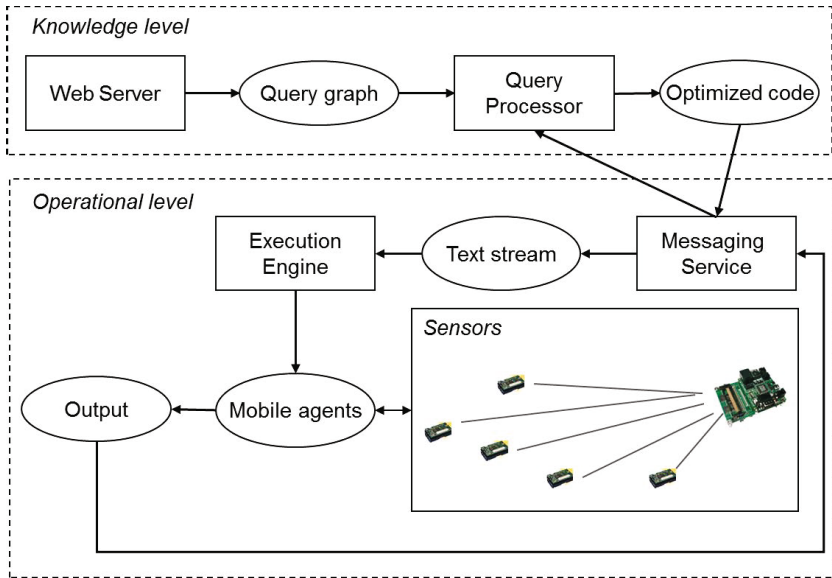 Knowledge level
Web Server
Query graph
Query
Processor
Optimized code
Operational level
Execution
Engine
Text stream
Messaging
Service
Sensors
Output
Mobile agents